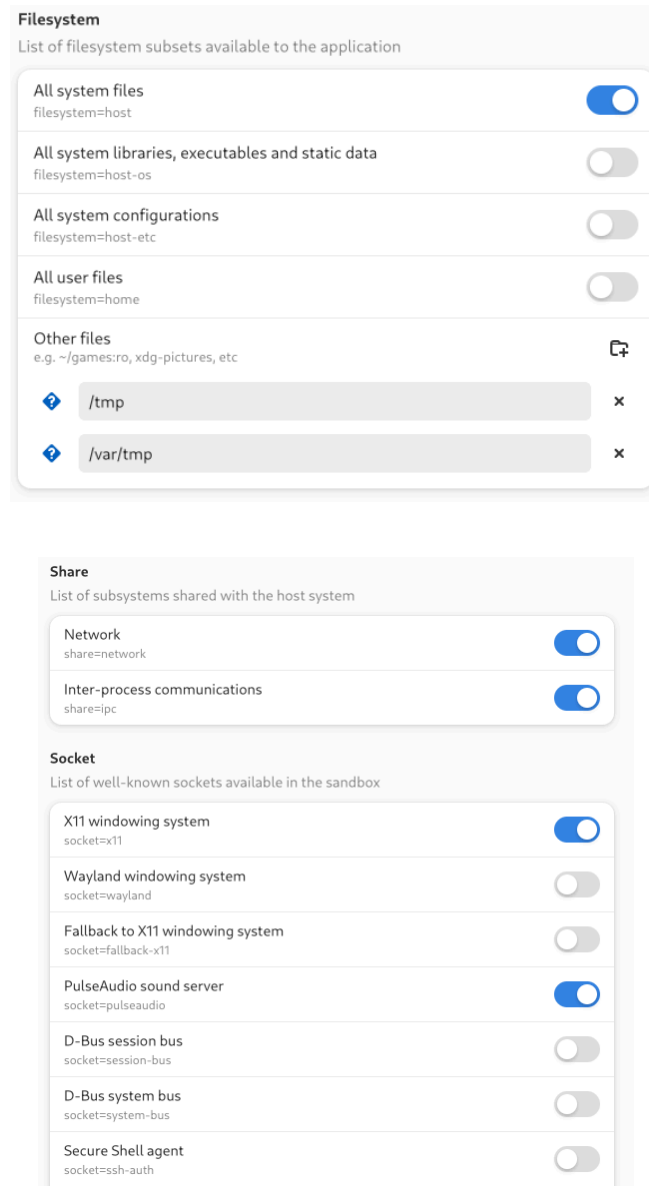 Filesystem
List of filesystem subsets available to the application
All system files
filesystem=host
All system libraries, executables and static data
filesystem=host-os
All system configurations
filesystem=host-etc
All user files
filesystem=home
Other files
e.g. ~/games:ro, xdg-pictures, etc
/tmp
/var/tmp
Share
List of subsystems shared with the host system
Network
share=network
Inter-process communications
share=ipc
Socket
List of well-known sockets available in the sandbox
X11 windowing system
socket=x11
Wayland windowing system
socket=wayland
Fallback to X11 windowing system
socket=fallback-x11
PulseAudio sound server
socket=pulseaudio
D-Bus session bus
socket=session-bus
D-Bus system bus
socket=system-bus
Secure Shell agent
socket=ssh-auth